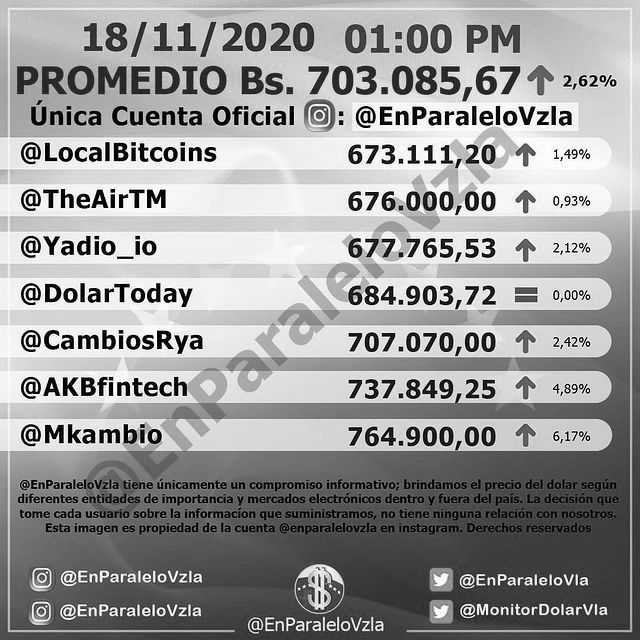 18/11/2020 01:00 PM
PROMEDIO Bs. 703.085,67 2,62%
Única Cuenta Oficial : @EnParaleloVzla
@LocalBitcoins 673.111,20 1,49%
@TheAirTM 676.000,00 0,93%
@Yadio_io 677.765,53 2,12%
@DolarToday 684.903,72 = 0,00%
@CambiosRya 707.070,00 2,42%
@AKBfintech 737.849,25 4,89%
@Mkambio 764.900,00 6,17%
@EnParaleloVzla
@EnParaleloVzla tiene únicamente un compromiso informativo; brindamos el precio del dolar según
diferentes entidades de importancia y mercados electrónicos dentro y fuera del país. La decisión que
tome cada usuario sobre la informacíon que suministramos, no tiene ninguna relación con nosotros.
Esta imagen es propiedad de la cuenta @enparalelovzla en instagram. Derechos reservados
@EnParaleloVzla @EnParaleloVla
@EnParaleloVzla @MonitorDolarVla
@EnParaleloVzla